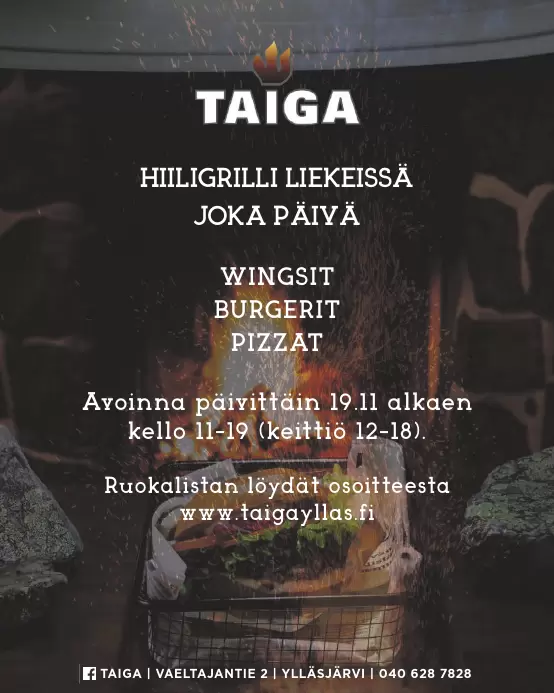 TAIGA
HIILIGRILLI LIEKEISSÄ
JOKA PÄIVÄ
WINGSIT
BURGERIT
PIZZAT
Avoinna päivittäin 19.11 alkaen
kello 11-19 (keittiö 12-18).
Ruokalistan löydät osoitteesta
www.taigayllas.fi
TAIGA | VAELTAJANTIE 2 | YLLÄSJÄRVI | 040 628 7828